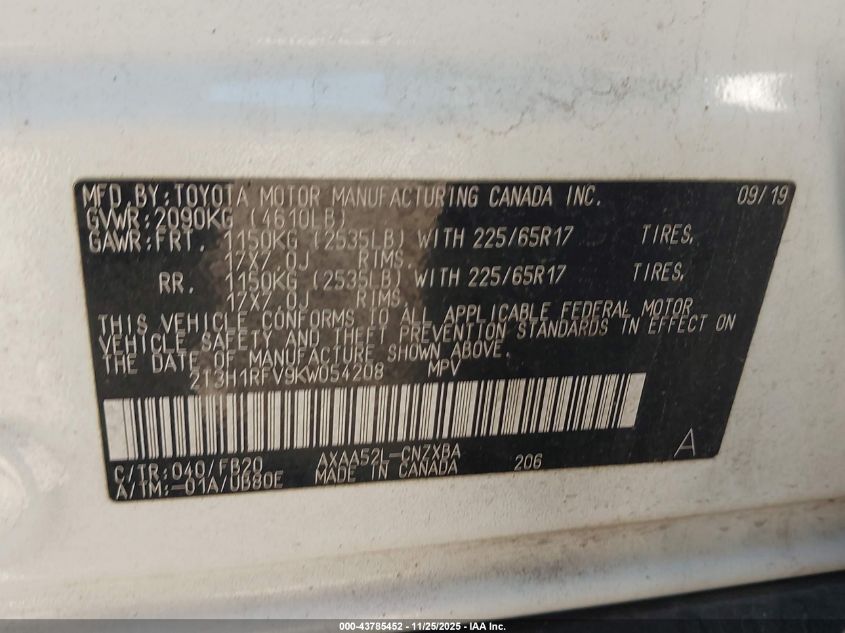 MFD.BY:TOYOTA MOTOR MANUFACTURING CANADA INC. 09/19
GVWR:2090KG (4610LB)
GAWR:FRT. 1150KG (2535LB) WITH 225/65R17 TIRES,
17X7.0J RIMS
RR. 1150KG (2535LB) WITH 225/65R17 TIRES,
17X7.0J RIMS
THIS VEHICLE CONFORMS TO ALL APPLICABLE FEDERAL MOTOR
VEHICLE SAFETY AND THEFT PREVENTION STANDARDS IN EFFECT ON
THE DATE OF MANUFACTURE SHOWN ABOVE.
2T3H1RFV9KW054208 MPV
C/TR:040/FB20 AXAA52L-CNZXBA 206 A
A/TM:-01A/UB80E MADE IN CANADA
000-43785452 - 11/25/2025 - IAA Inc.